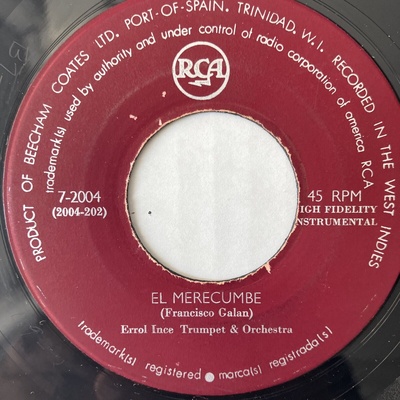 PRODUCT OF BEECHAM COATES LTD. PORT-OF-SPAIN, TRINIDAD, W.I. RECORDED IN THE WEST INDIES
trademark(s) used by authority and under control of radio corporation of america RCA
RCA
7-2004
(2004-202)
45 RPM
HIGH FIDELITY
INSTRUMENTAL
EL MERECUMBE
(Francisco Galan)
Errol Ince Trumpet & Orchestra
trademark(s) registered • marca(s) registrada(s)